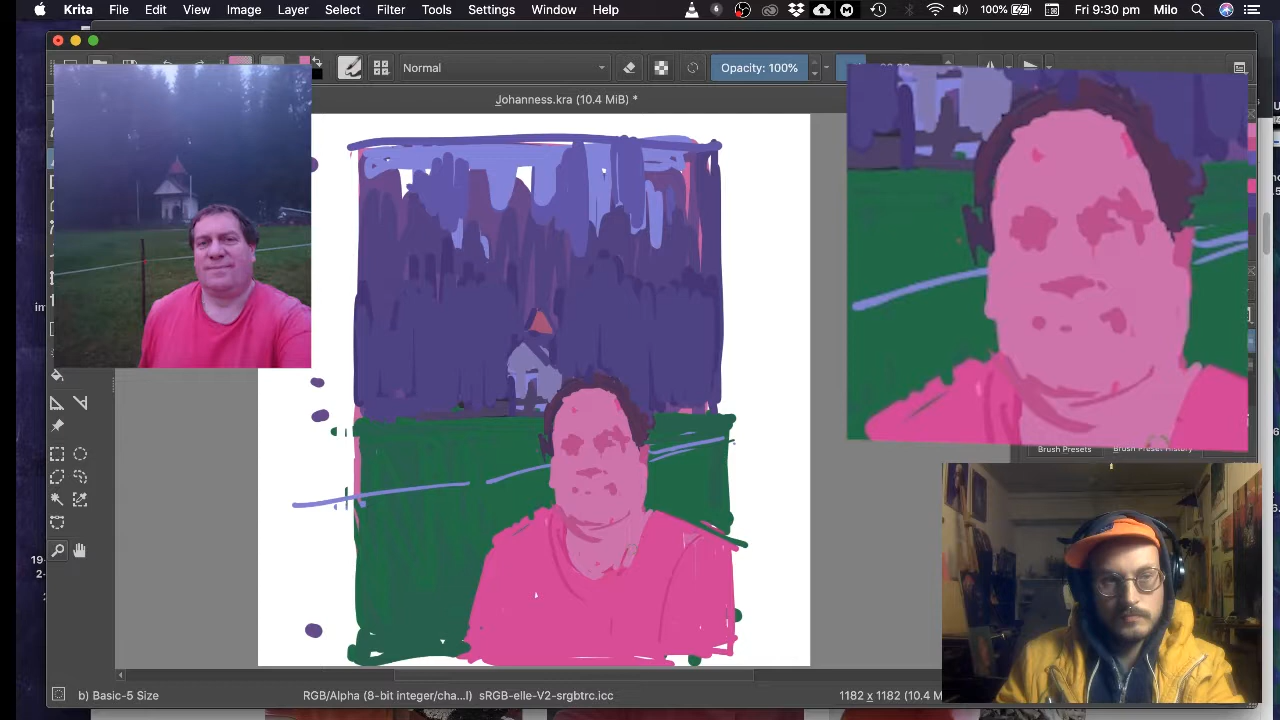 Krita File Edit View Image Layer Select Filter Tools Settings Window Help 6 100% Fri 9:30 pm Milo
Normal Opacity: 100%
Johanness.kra (10.4 MiB) *
Brush Presets Brush Preset History
b) Basic-5 Size RGB/Alpha (8-bit integer/cha...l) sRGB-elle-V2-srgbtrc.icc 1182 x 1182 (10.4 M